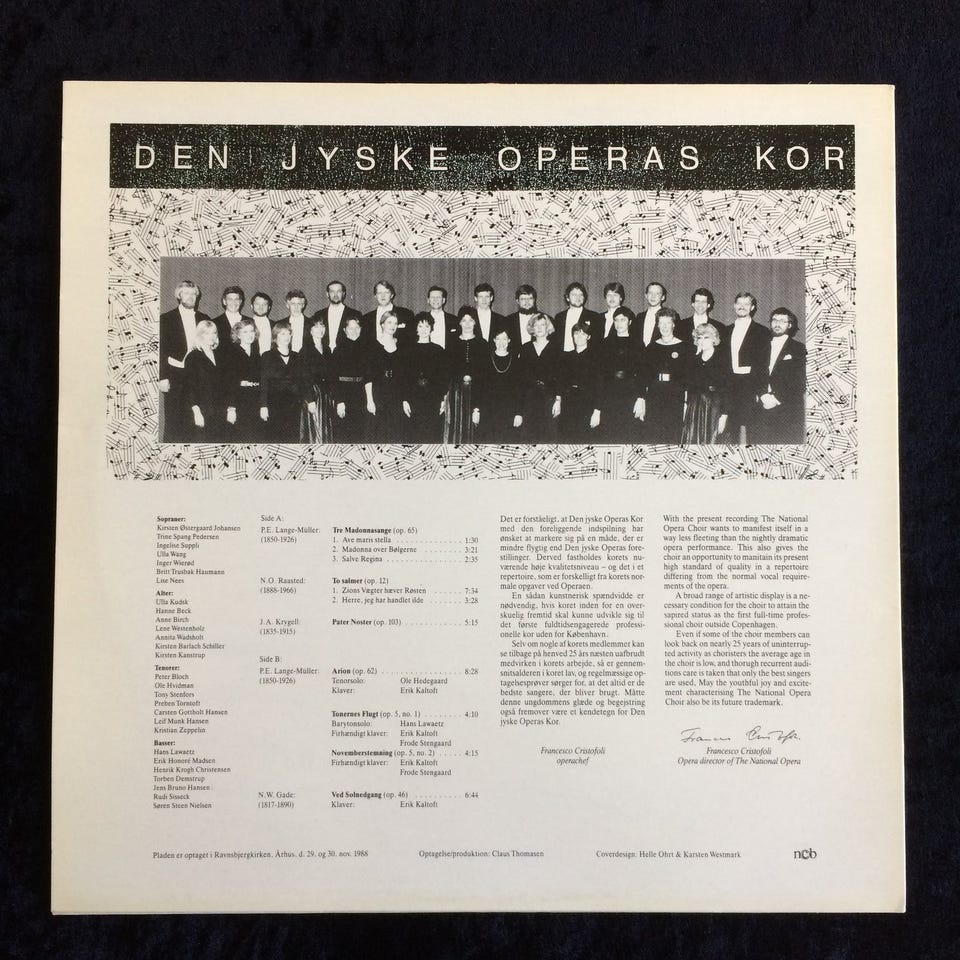 DEN JYSKE OPERAS KOR
Sopraner:
Kirsten Østergaard Johansen
Trine Spang Pedersen
Ingelise Suppli
Ulla Wang
Inger Wierød
Britt Trusbak Haumann
Lise Nees
Alter:
Ulla Kudsk
Hanne Beck
Anne Birch
Lene Westenholz
Annita Wadsholt
Kirsten Barlach Schiller
Kirsten Kanstrup
Tenorer:
Peter Bloch
Ole Hvidman
Tony Stenfors
Preben Torntoft
Carsten Gottholt Hansen
Leif Munk Hansen
Kristian Zeppelin
Basser:
Hans Lawaetz
Erik Honoré Madsen
Henrik Krogh Christensen
Torben Demstrup
Jens Bruno Hansen
Rudi Sisseck
Søren Steen Nielsen
Side A:
P.E. Lange-Müller: Tre Madonnasange (op. 65)
(1850-1926) 1. Ave maris stella . . . . . . . . . . . . 1:30
2. Madonna over Bølgerne . . . . . . . 3:21
3. Salve Regina . . . . . . . . . . . . . . 2:35
N.O. Raasted: To salmer (op. 12)
(1888-1966) 1. Zions Vægter hæver Røsten . . . . . 7:34
2. Herre, jeg har handlet ilde . . . . . 3:28
J.A. Krygell: Pater Noster (op. 103) . . . . . . . . . . 5:15
(1835-1915)
Side B:
P.E. Lange-Müller: Arion (op. 62) . . . . . . . . . . . . . . 8:28
(1850-1926) Tenorsolo: Ole Hedegaard
Klaver: Erik Kaltoft
Tonernes Flugt (op. 5, no. 1) . . . . . . . 4:10
Barytonsolo: Hans Lawaetz
Firhændigt klaver: Erik Kaltoft
Frode Stengaard
Novemberstemning (op. 5, no. 2) . . . . . 4:15
Firhændigt klaver: Erik Kaltoft
Frode Stengaard
N.W. Gade: Ved Solnedgang (op. 46) . . . . . . . . . 6:44
(1817-1890) Klaver: Erik Kaltoft
Det er forståeligt, at Den jyske Operas Kor
med den foreliggende indspilning har
ønsket at markere sig på en måde, der er
mindre flygtig end Den jyske Operas fore-
stillinger. Derved fastholdes korets nu-
værende høje kvalitetsniveau – og det i et
repertoire, som er forskelligt fra korets nor-
male opgaver ved Operaen.
En sådan kunstnerisk spændvidde er
nødvendig, hvis koret inden for en over-
skuelig fremtid skal kunne udvikle sig til
det første fuldtidsengagerede professi-
onelle kor uden for København.
Selv om nogle af korets medlemmer kan
se tilbage på henved 25 års næsten uafbrudt
medvirken i korets arbejde, så er gennem-
snitsalderen i koret lav, og regelmæssige op-
tagelsesprøver sørger for, at det altid er de
bedste sangere, der bliver brugt. Måtte
denne ungdommens glæde og begejstring
også fremover være et kendetegn for Den
jyske Operas Kor.
Francesco Cristofoli
operachef
With the present recording The National
Opera Choir wants to manifest itself in a
way less fleeting than the nightly dramatic
opera performance. This also gives the
choir an opportunity to manitain its present
high standard of quality in a repertoire
differing from the normal vocal require-
ments of the opera.
A broad range of artistic display is a ne-
cessary condition for the choir to attain the
sapired status as the first full-time profes-
sional choir outside Copenhagen.
Even if some of the choir members can
look back on nearly 25 years of uninterrup-
ted activity as choristers the average age in
the choir is low, and thorugh recurrent audi-
tions care is taken that only the best singers
are used. May the youthful joy and excite-
ment characterising The National Opera
Choir also be its future trademark.
Francesco Cristofoli
Opera director of The National Opera
Pladen er optaget i Ravnsbjergkirken, Århus, d. 29. og 30. nov. 1988
Optagelse/produktion: Claus Thomasen
Coverdesign: Helle Ohrt & Karsten Westmark
ncb